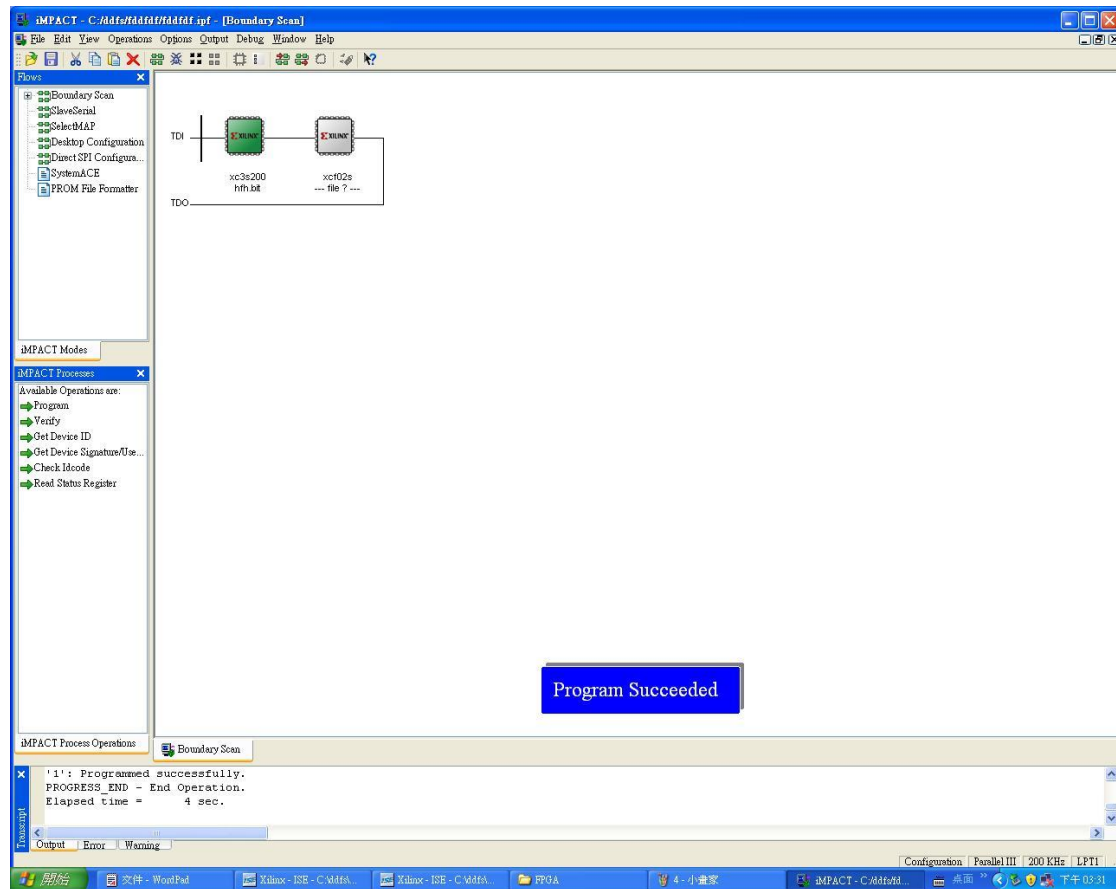 iMPACT - C:/ddfs/fddfdf/fddfdf.ipf - [Boundary Scan]
File Edit View Operations Options Output Debug Window Help
Flows
Boundary Scan
SlaveSerial
SelectMAP
Desktop Configuration
Direct SPI Configura...
SystemACE
PROM File Formatter
iMPACT Modes
TDI
XILINX XILINX
xc3s200 xcf02s
hfh.bit --- file ? ---
TDO
iMPACT Processes
Available Operations are:
Program
Verify
Get Device ID
Get Device Signature/Use...
Check Idcode
Read Status Register
iMPACT Process Operations
Program Succeeded
Boundary Scan
'1': Programmed successfully.
PROGRESS_END - End Operation.
Elapsed time = 4 sec.
Transcript
Output Error Warning
Configuration Parallel III 200 KHz LPT1
開始 文件 - WordPad Xilinx - ISE - C:\ddfs\... Xilinx - ISE - C:\ddfs\... FPGA 4 - 小畫家 iMPACT - C:/ddfs/fd... 桌面 » 下午 03:31